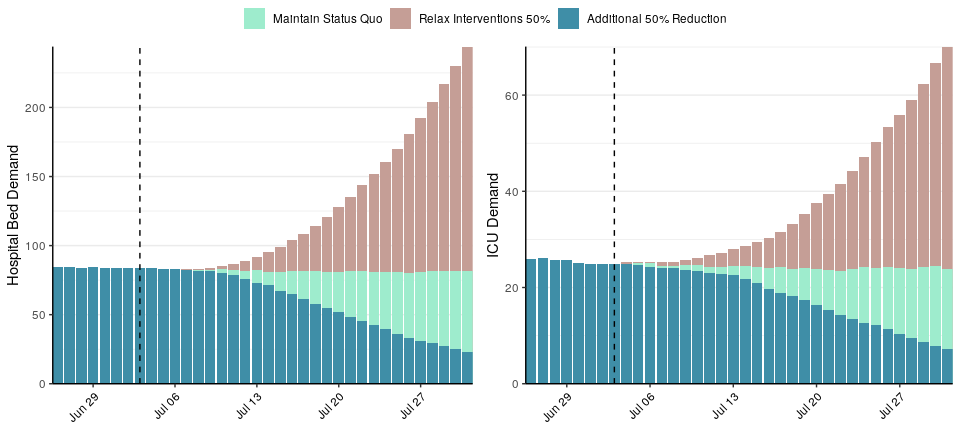 Maintain Status Quo Relax Interventions 50% Additional 50% Reduction
Hospital Bed Demand
200
150
100
50
0
Jun 29 Jul 06 Jul 13 Jul 20 Jul 27
ICU Demand
60
40
20
0
Jun 29 Jul 06 Jul 13 Jul 20 Jul 27